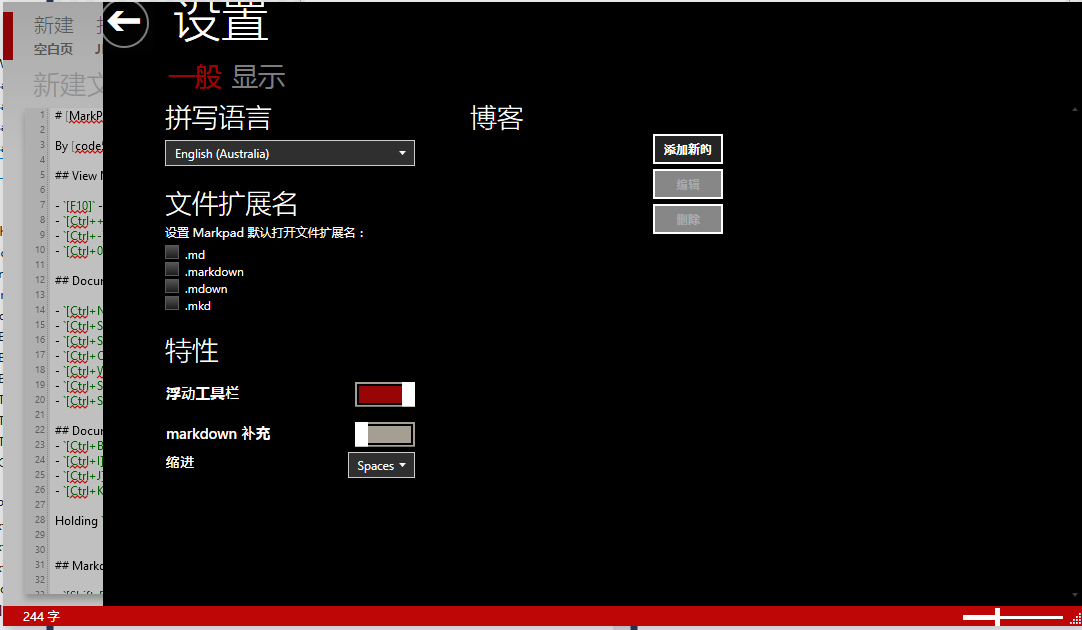 设置
新建
空白页
新建文
一般 显示
拼写语言
English (Australia)
文件扩展名
设置 Markpad 默认打开文件扩展名：
.md
.markdown
.mdown
.mkd
特性
浮动工具栏
markdown 补充
缩进
Spaces
博客
添加新的
编辑
删除
1 # [MarkP
2
3 By [code
4
5 ## View M
6
7 - `[F10]` -
8 - `[Ctrl++
9 - `[Ctrl+-
10 - `[Ctrl+0
11
12 ## Docur
13
14 - `[Ctrl+N
15 - `[Ctrl+S
16 - `[Ctrl+S
17 - `[Ctrl+O
18 - `[Ctrl+W
19 - `[Ctrl+S
20 - `[Ctrl+S
21
22 ## Docur
23 - `[Ctrl+B
24 - `[Ctrl+I]
25 - `[Ctrl+J]
26 - `[Ctrl+K
27
28 Holding `
29
30
31 ## Markd
32
244 字